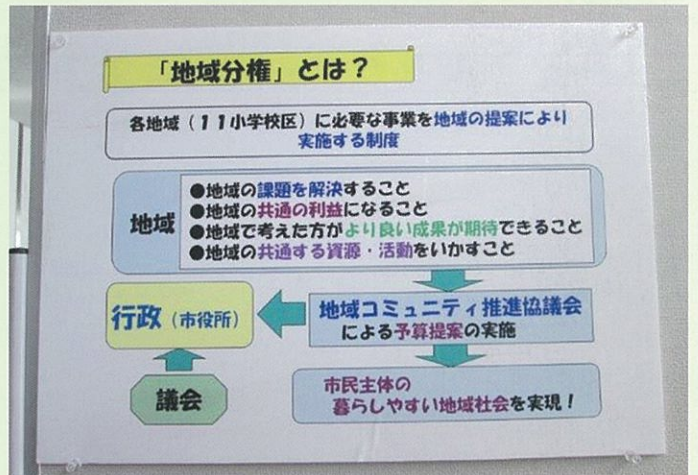 「地域分権」とは？
各地域（１１小学校区）に必要な事業を地域の提案により
実施する制度
地域
●地域の課題を解決すること
●地域の共通の利益になること
●地域で考えた方がより良い成果が期待できること
●地域の共通する資源・活動をいかすこと
行政（市役所）
地域コミュニティ推進協議会
による予算提案の実施
議会
市民主体の
暮らしやすい地域社会を実現！